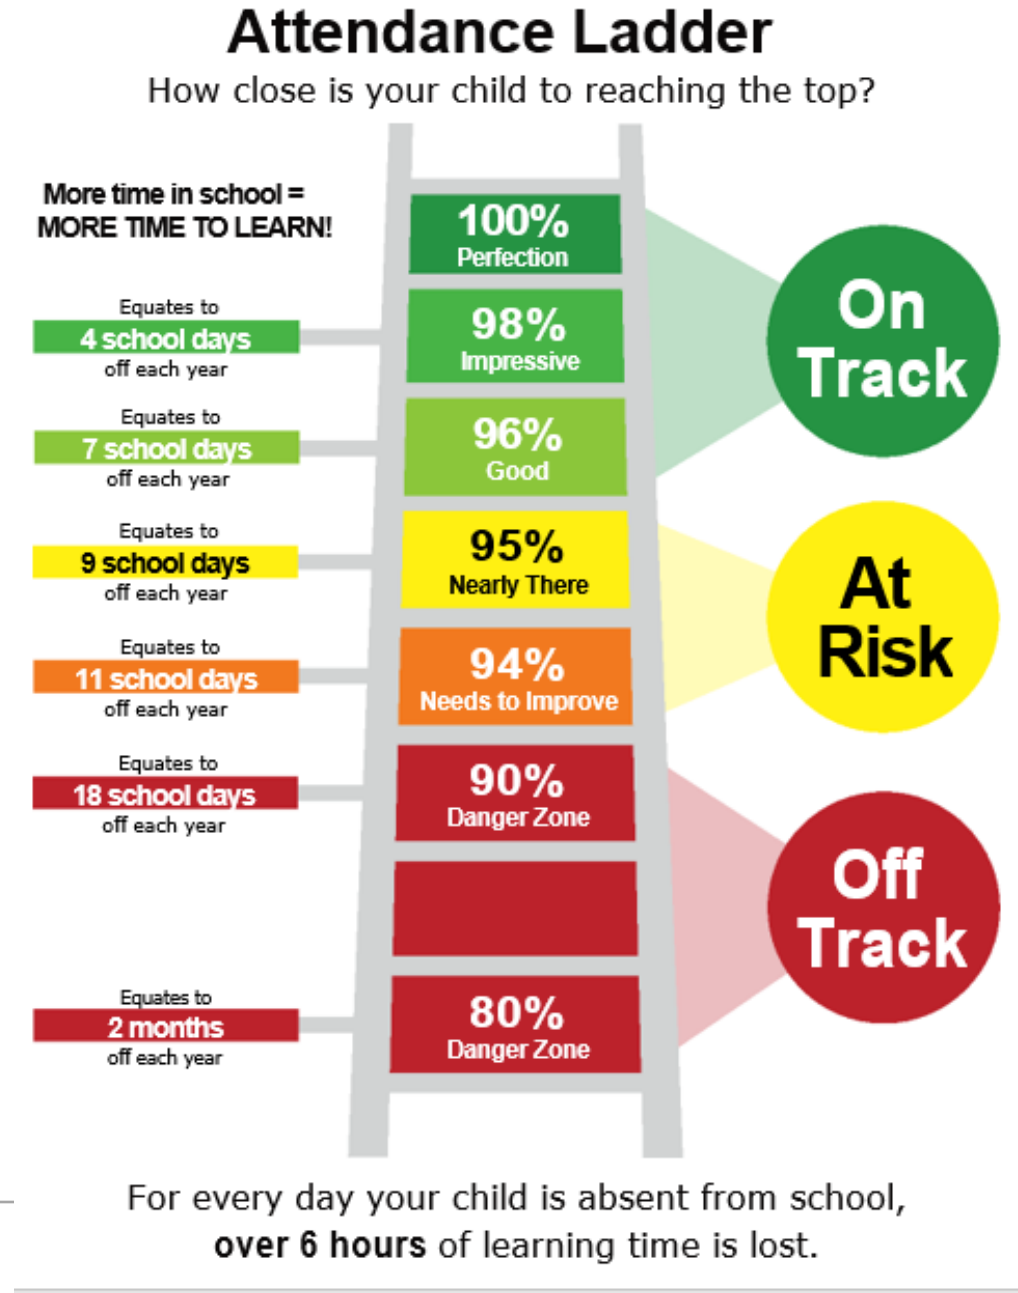 Attendance Ladder
How close is your child to reaching the top?
More time in school =
MORE TIME TO LEARN!
100%
Perfection
Equates to
4 school days
off each year
98%
Impressive
On
Track
Equates to
7 school days
off each year
96%
Good
Equates to
9 school days
off each year
95%
Nearly There
At
Risk
Equates to
11 school days
off each year
94%
Needs to Improve
Equates to
18 school days
off each year
90%
Danger Zone
Off
Track
Equates to
2 months
off each year
80%
Danger Zone
For every day your child is absent from school,
over 6 hours of learning time is lost.